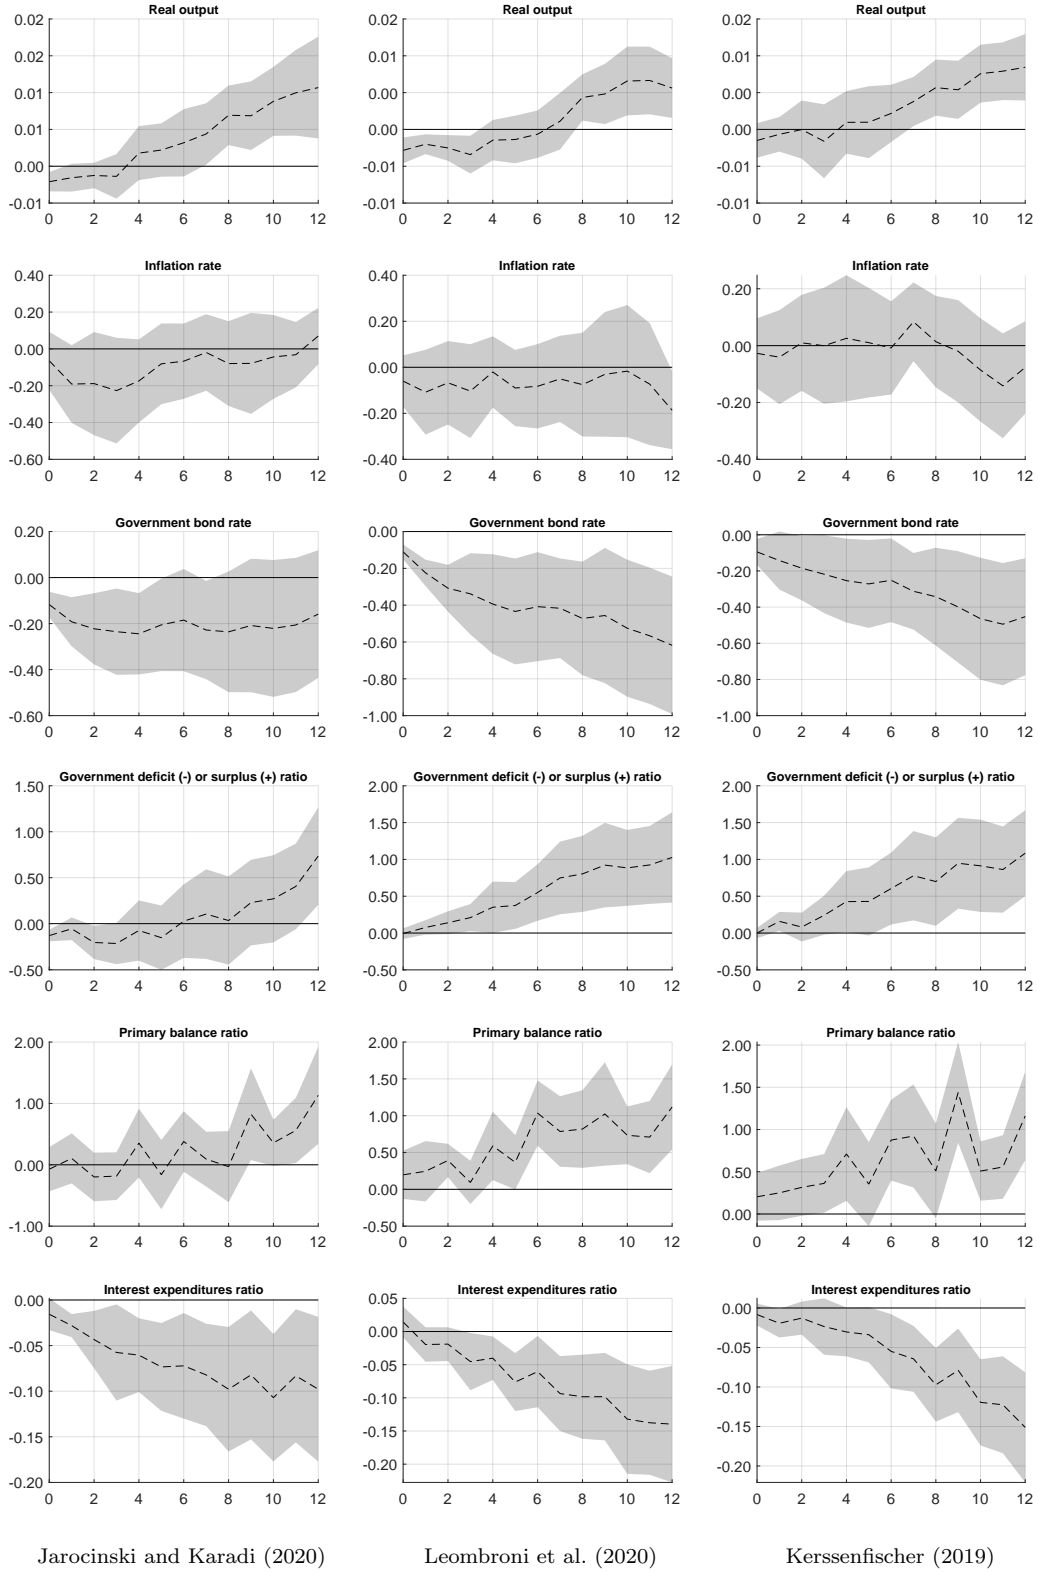 Real output
Real output
Real output
0.02
0.02
0.01
0.01
0.00
-0.01
0 2 4 6 8 10 12
0.01
0.01
0.00
0.00
-0.01
-0.01
0 2 4 6 8 10 12
0.01
0.01
0.00
0.00
-0.01
-0.01
0 2 4 6 8 10 12
Inflation rate
Inflation rate
Inflation rate
0.40
0.20
0.00
-0.20
-0.40
-0.60
0 2 4 6 8 10 12
0.40
0.20
0.00
-0.20
-0.40
0 2 4 6 8 10 12
0.20
0.00
-0.20
-0.40
0 2 4 6 8 10 12
Government bond rate
Government bond rate
Government bond rate
0.20
0.00
-0.20
-0.40
-0.60
0 2 4 6 8 10 12
0.00
-0.20
-0.40
-0.60
-0.80
-1.00
0 2 4 6 8 10 12
0.00
-0.20
-0.40
-0.60
-0.80
-1.00
0 2 4 6 8 10 12
Government deficit (-) or surplus (+) ratio
Government deficit (-) or surplus (+) ratio
Government deficit (-) or surplus (+) ratio
1.50
1.00
0.50
0.00
-0.50
0 2 4 6 8 10 12
2.00
1.50
1.00
0.50
0.00
-0.50
0 2 4 6 8 10 12
2.00
1.50
1.00
0.50
0.00
-0.50
0 2 4 6 8 10 12
Primary balance ratio
Primary balance ratio
Primary balance ratio
2.00
1.00
0.00
-1.00
0 2 4 6 8 10 12
2.00
1.50
1.00
0.50
0.00
-0.50
0 2 4 6 8 10 12
2.00
1.50
1.00
0.50
0.00
0 2 4 6 8 10 12
Interest expenditures ratio
Interest expenditures ratio
Interest expenditures ratio
0.00
-0.05
-0.10
-0.15
-0.20
0 2 4 6 8 10 12
0.05
0.00
-0.05
-0.10
-0.15
-0.20
0 2 4 6 8 10 12
0.00
-0.05
-0.10
-0.15
-0.20
0 2 4 6 8 10 12
Jarocinski and Karadi (2020)
Leombroni et al. (2020)
Kerssenfischer (2019)